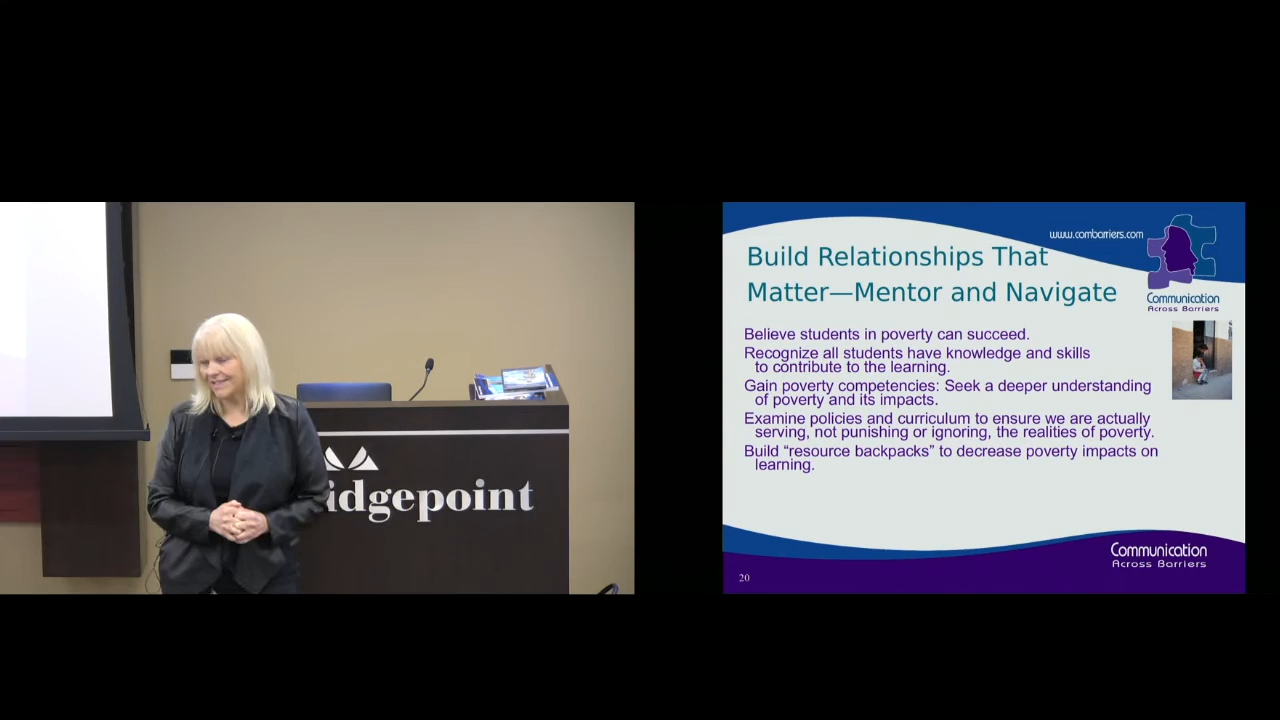 idgepoint
www.combarriers.com
Build Relationships That
Matter—Mentor and Navigate
Communication
Across Barriers
Believe students in poverty can succeed.
Recognize all students have knowledge and skills
to contribute to the learning.
Gain poverty competencies: Seek a deeper understanding
of poverty and its impacts.
Examine policies and curriculum to ensure we are actually
serving, not punishing or ignoring, the realities of poverty.
Build “resource backpacks” to decrease poverty impacts on
learning.
Communication
Across Barriers
20